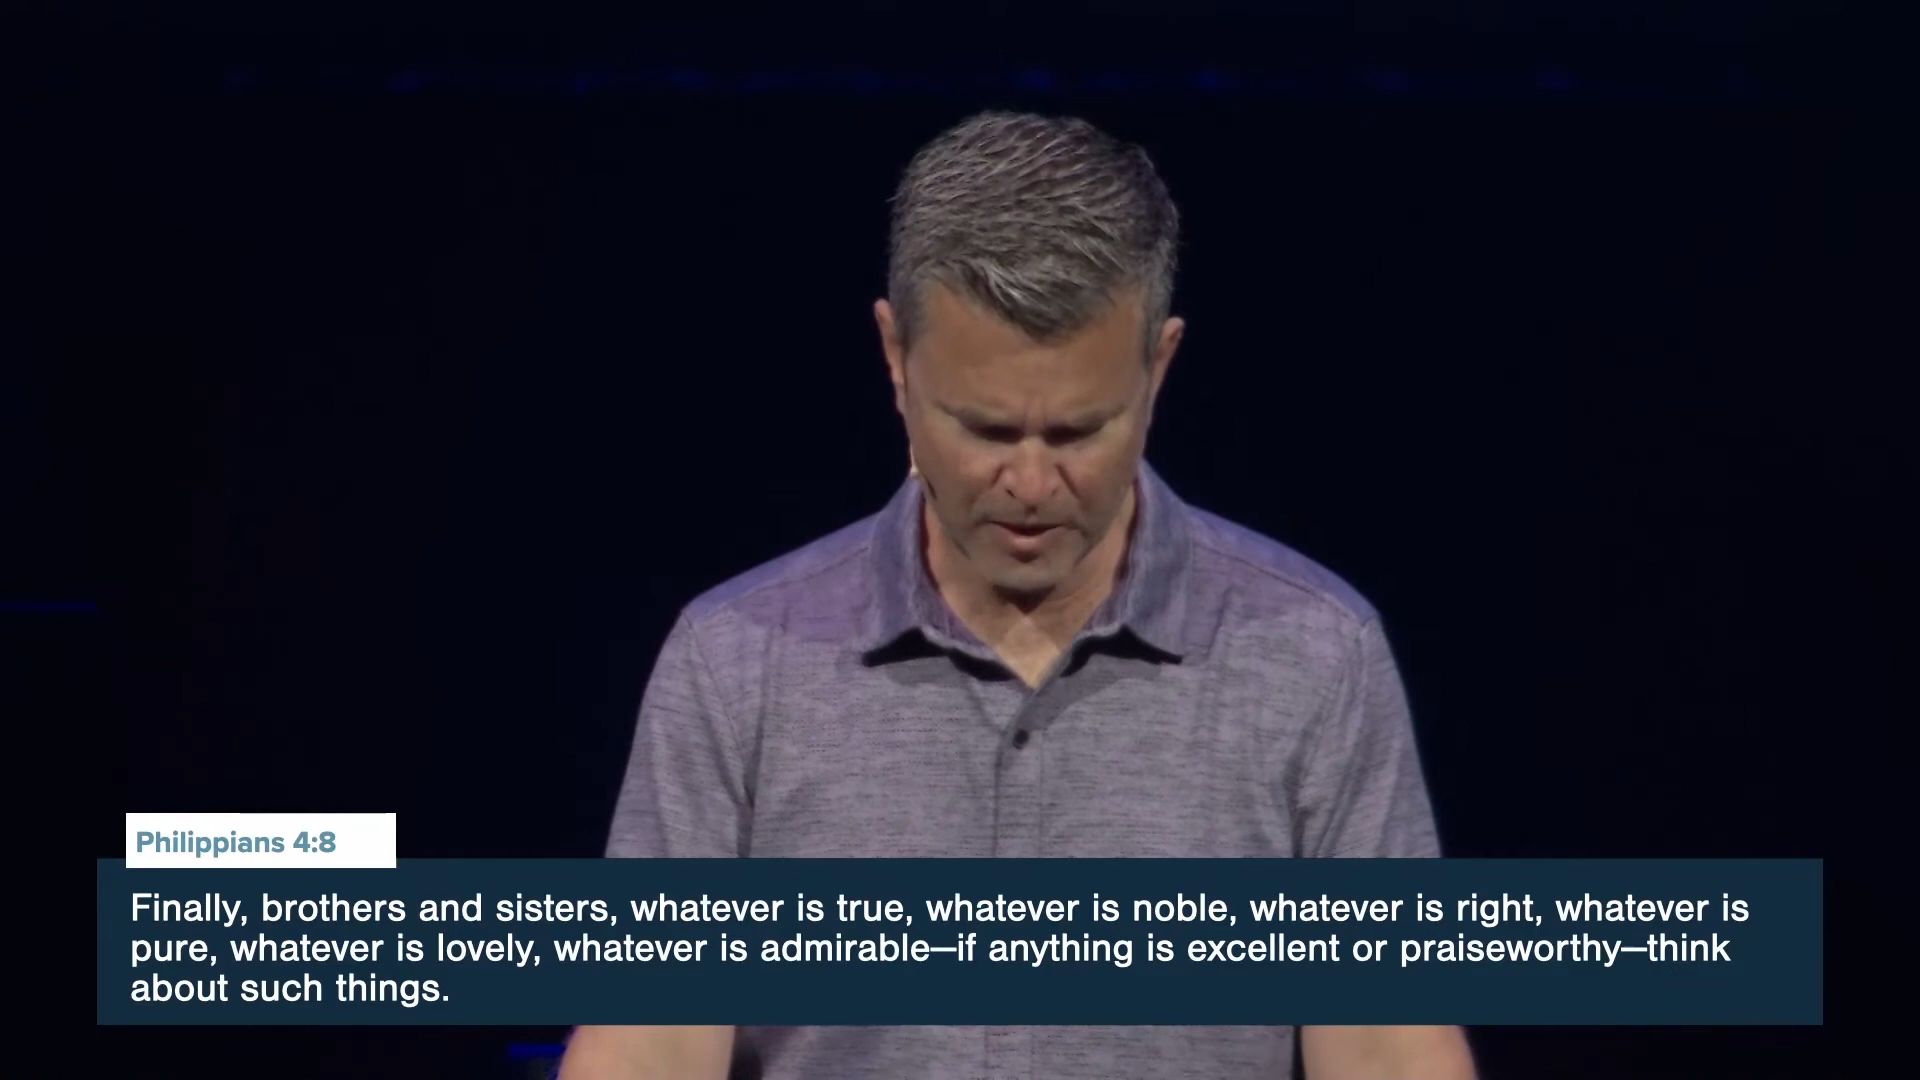 Philippians 4:8
Finally, brothers and sisters, whatever is true, whatever is noble, whatever is right, whatever is
pure, whatever is lovely, whatever is admirable—if anything is excellent or praiseworthy—think
about such things.